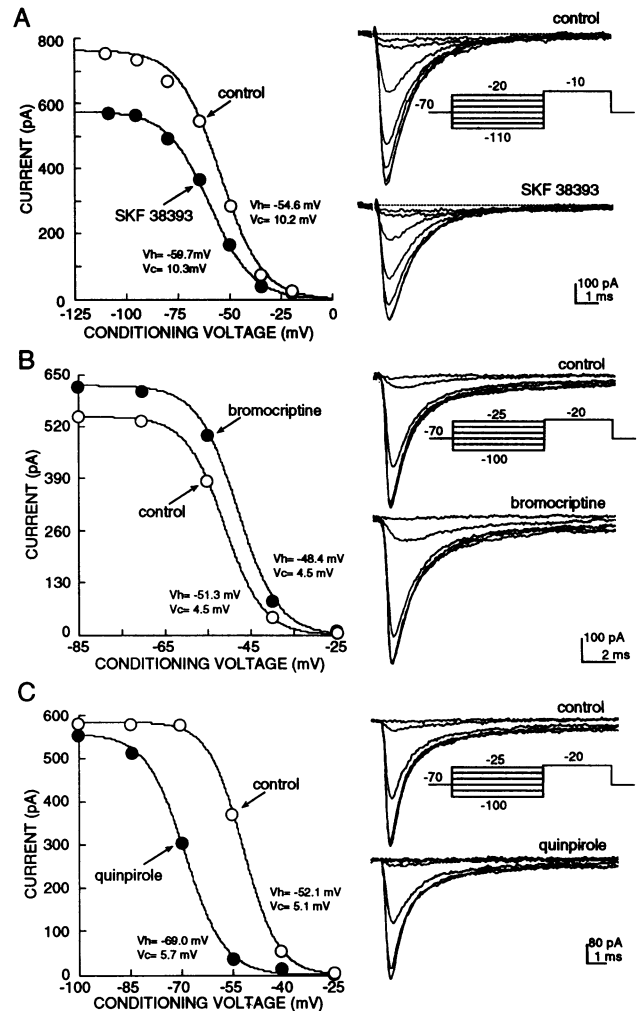 A
CURRENT (pA)
800
600
400
200
0
control
SKF 38393
Vh= -54.6 mV
Vc= 10.2 mV
Vh= -59.7mV
Vc= 10.3mV
-125 -100 -75 -50 -25 0
CONDITIONING VOLTAGE (mV)
control
-20
-10
-70
-110
SKF 38393
100 pA
1 ms
B
CURRENT (pA)
650
520
390
260
130
0
bromocriptine
control
Vh= -48.4 mV
Vc= 4.5 mV
Vh= -51.3 mV
Vc= 4.5 mV
-85 -65 -45 -25
CONDITIONING VOLTAGE (mV)
control
-25
-20
-70
-100
bromocriptine
100 pA
2 ms
C
CURRENT (pA)
600
500
400
300
200
100
0
control
quinpirole
Vh= -52.1 mV
Vc= 5.1 mV
Vh= -69.0 mV
Vc= 5.7 mV
-100 -85 -70 -55 -40 -25
CONDITIONING VOLTAGE (mV)
control
-25
-20
-70
-100
quinpirole
80 pA
1 ms